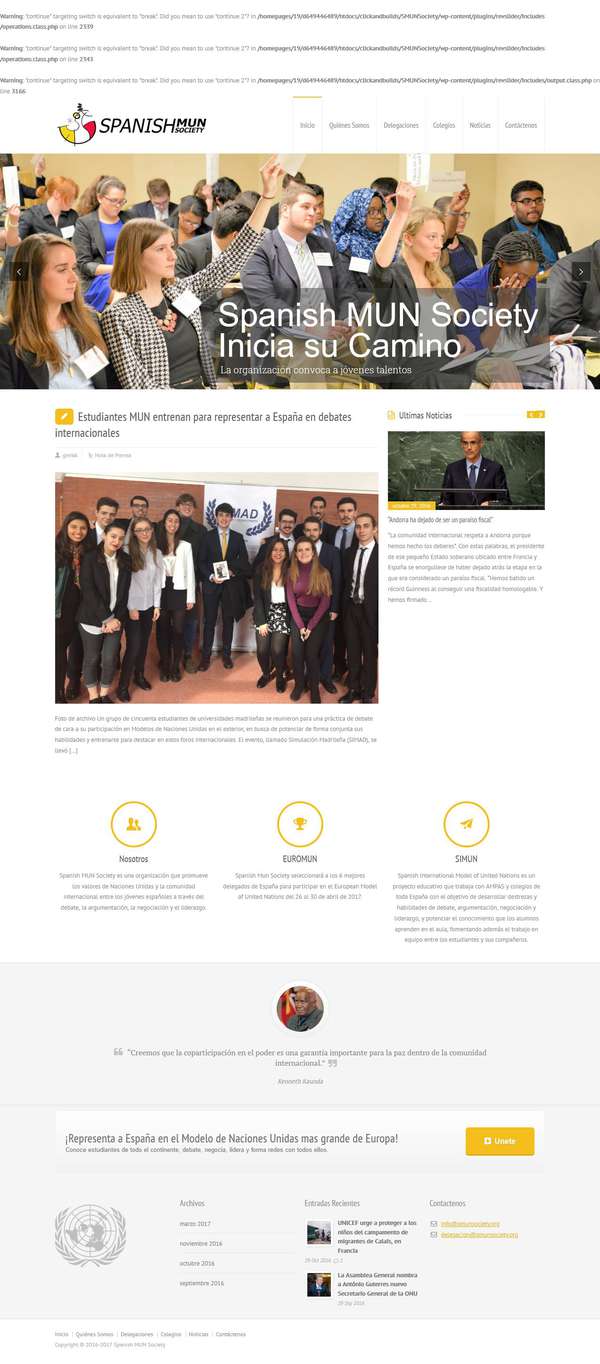 Warning: "continue" targeting switch is equivalent to "break". Did you mean to use "continue 2"? in /homepages/19/d649446489/htdocs/clickandbuilds/SMUNSociety/wp-content/plugins/revslider/includes
/operations.class.php on line 2339
Warning: "continue" targeting switch is equivalent to "break". Did you mean to use "continue 2"? in /homepages/19/d649446489/htdocs/clickandbuilds/SMUNSociety/wp-content/plugins/revslider/includes
/operations.class.php on line 2343
Warning: "continue" targeting switch is equivalent to "break". Did you mean to use "continue 2"? in /homepages/19/d649446489/htdocs/clickandbuilds/SMUNSociety/wp-content/plugins/revslider/includes/output.class.php on
line 3166
SPANISH MUN SOCIETY
Inicio Quiénes Somos Delegaciones Colegios Noticias Contáctenos
Spanish MUN Society
Inicia su Camino
La organización convoca a jóvenes talentos
Estudiantes MUN entrenan para representar a España en debates
internacionales
Nota de Prensa
Ultimas Noticias
octubre 19, 2016
"Andorra ha dejado de ser un paraíso fiscal"
"La comunidad internacional respeta a Andorra porque
hemos hecho los deberes". Con estas palabras, el presidente
de ese pequeño Estado soberano ubicado entre Francia y
España se enorgullese de haber dejado atrás la etapa en la
que era considerado un paraíso fiscal. "Hemos batido un
récord Guinness al conseguir una fiscalidad homologable. Y
hemos firmado...
Foto de archivo Un grupo de cincuenta estudiantes de universidades madrileñas se reunieron para una práctica de debate
de cara a su participación en Modelos de Naciones Unidas en el exterior, en busca de potenciar de forma conjunta sus
habilidades y entrenarse para destacar en estos foros internacionales. El evento, llamado Simulación Madrileña (SIMAD), se
llevó [...]
Nosotros
Spanish MUN Society es una organización que promueve
los valores de Naciones Unidas y la comunidad
internacional entre los jóvenes españoles a través del
debate, la argumentación, la negociación y el liderazgo.
EUROMUN
Spanish Mun Society seleccionará a los 6 mejores
delegados de España para participar en el European Model
of United Nations del 26 al 30 de abril de 2017.
SIMUN
Spanish International Model of United Nations es un
proyecto educativo que trabaja con AMPAS y colegios de
toda España con el objetivo de desarrollar destrezas y
habilidades de debate, argumentación, negociación y
liderazgo, y potenciar el conocimiento que los alumnos
aprenden en el aula, fomentando además el trabajo en
equipo entre los estudiantes y sus compañeros.
"Creemos que la coparticipación en el poder es una garantía importante para la paz dentro de la comunidad
internacional."
Kenneth Kaunda
¡Representa a España en el Modelo de Naciones Unidas mas grande de Europa!
Conoce estudiantes de todo el continente, debate, negocia, lidera y forma redes con todos ellos.
Unete
Archivos
marzo 2017
noviembre 2016
octubre 2016
septiembre 2016
Entradas Recientes
UNICEF urge a proteger a los
niños del campamento de
migrantes de Calais, en
Francia
19 Oct 2016
La Asamblea General nombra
a António Guterres nuevo
Secretario General de la ONU
Contactenos
info@smunsociety.org
delegacion@smunsociety.org
Inicio Quiénes Somos Delegaciones Colegios Noticias Contáctenos
Copyright © 2016-2017 Spanish MUN Society